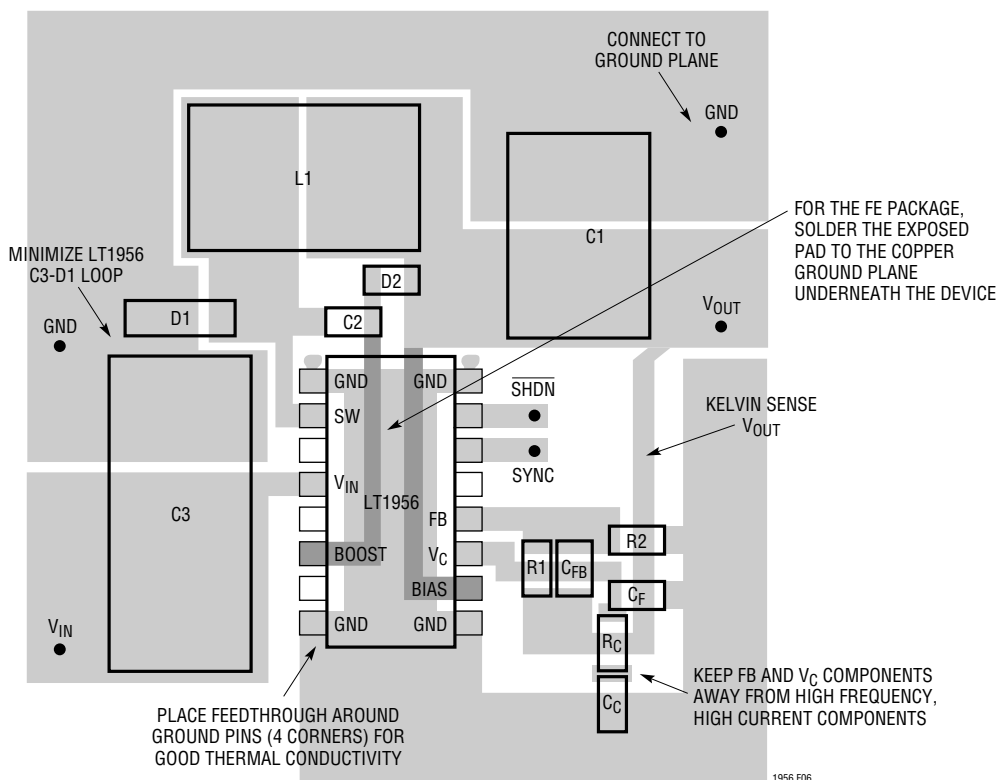 CONNECT TO
GROUND PLANE
GND
L1
C1
FOR THE FE PACKAGE,
SOLDER THE EXPOSED
PAD TO THE COPPER
GROUND PLANE
UNDERNEATH THE DEVICE
MINIMIZE LT1956
C3-D1 LOOP
D2
GND
D1
C2
VOUT
GND
GND
SHDN
SW
KELVIN SENSE
VOUT
SYNC
VIN
LT1956
C3
FB
R2
BOOST
VC
R1
CFB
BIAS
CF
VIN
GND
GND
RC
KEEP FB AND VC COMPONENTS
AWAY FROM HIGH FREQUENCY,
HIGH CURRENT COMPONENTS
CC
PLACE FEEDTHROUGH AROUND
GROUND PINS (4 CORNERS) FOR
GOOD THERMAL CONDUCTIVITY
1956 F06